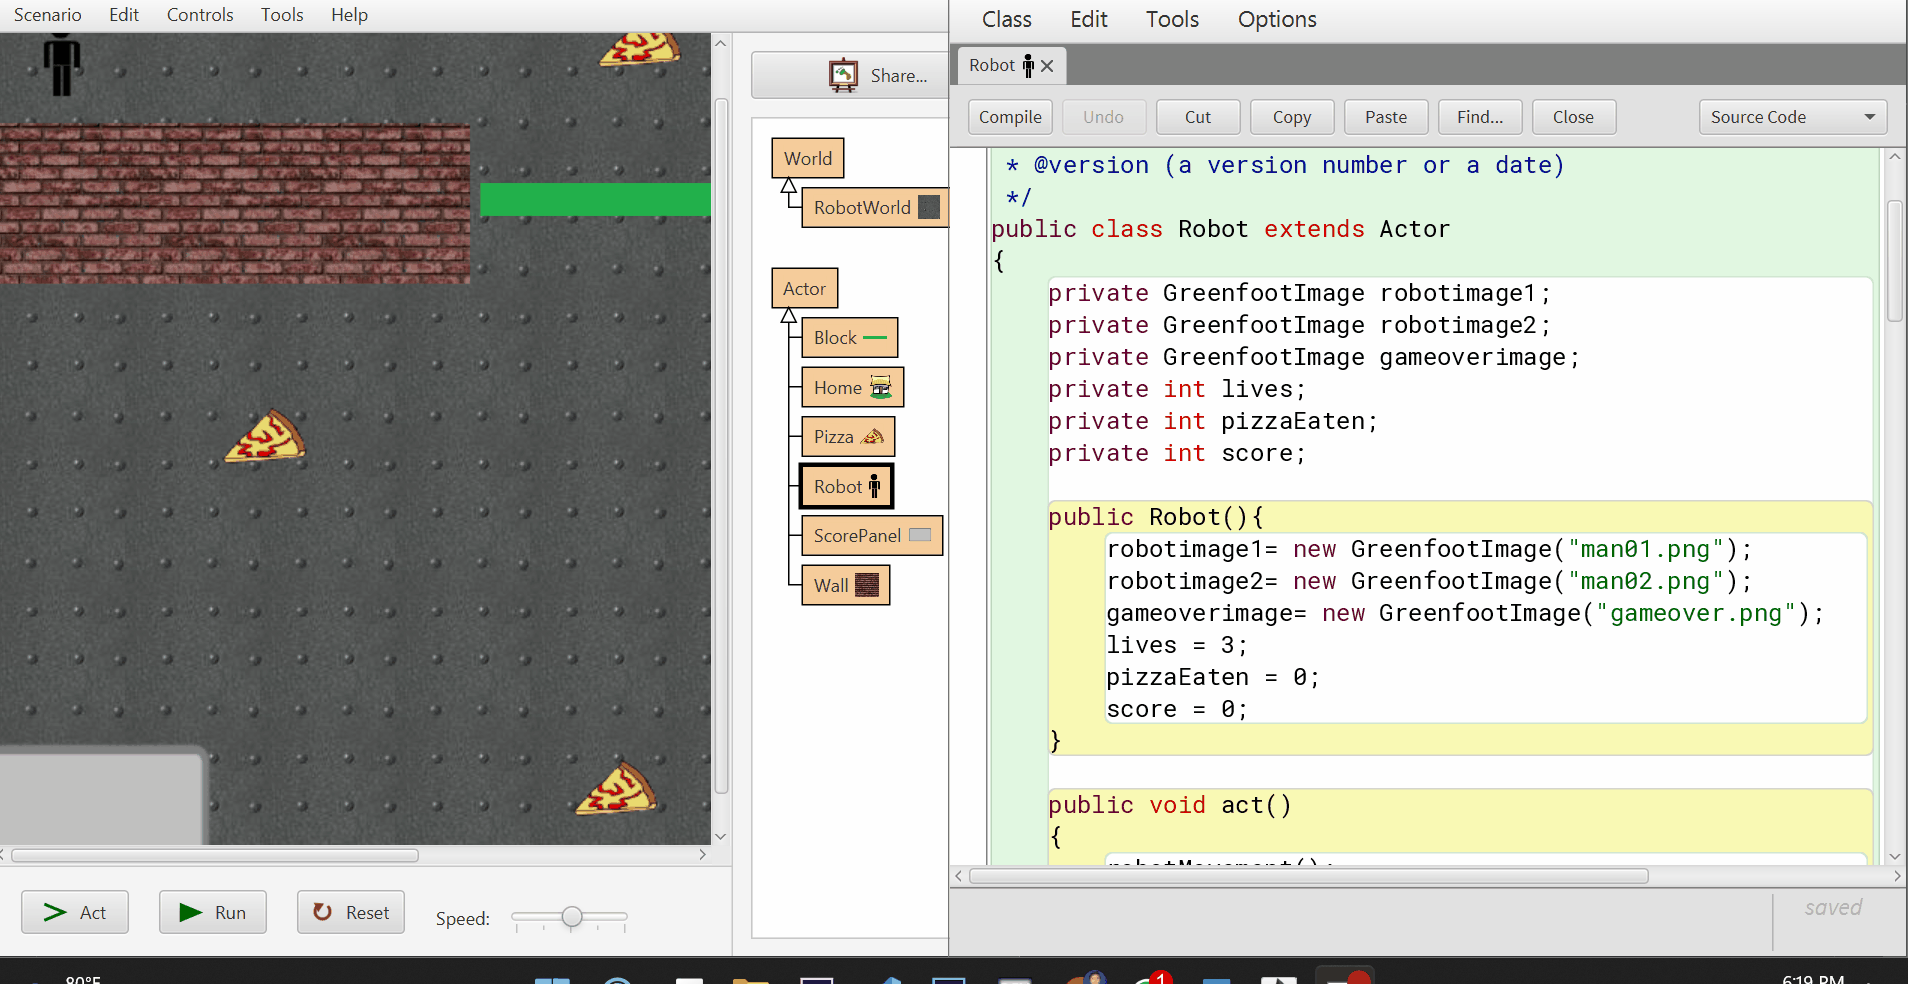 Scenario Edit Controls Tools Help
Share...
World
RobotWorld
Actor
Block
Home
Pizza
Robot
ScorePanel
Wall
Act Run Reset Speed:
Class Edit Tools Options
Robot
Compile Undo Cut Copy Paste Find... Close Source Code
* @version (a version number or a date)
*/
public class Robot extends Actor
{
private GreenfootImage robotimage1;
private GreenfootImage robotimage2;
private GreenfootImage gameoverimage;
private int lives;
private int pizzaEaten;
private int score;
public Robot(){
robotimage1= new GreenfootImage("man01.png");
robotimage2= new GreenfootImage("man02.png");
gameoverimage= new GreenfootImage("gameover.png");
lives = 3;
pizzaEaten = 0;
score = 0;
}
public void act()
{
robotMovement();
saved
80°F
1
6:19 PM